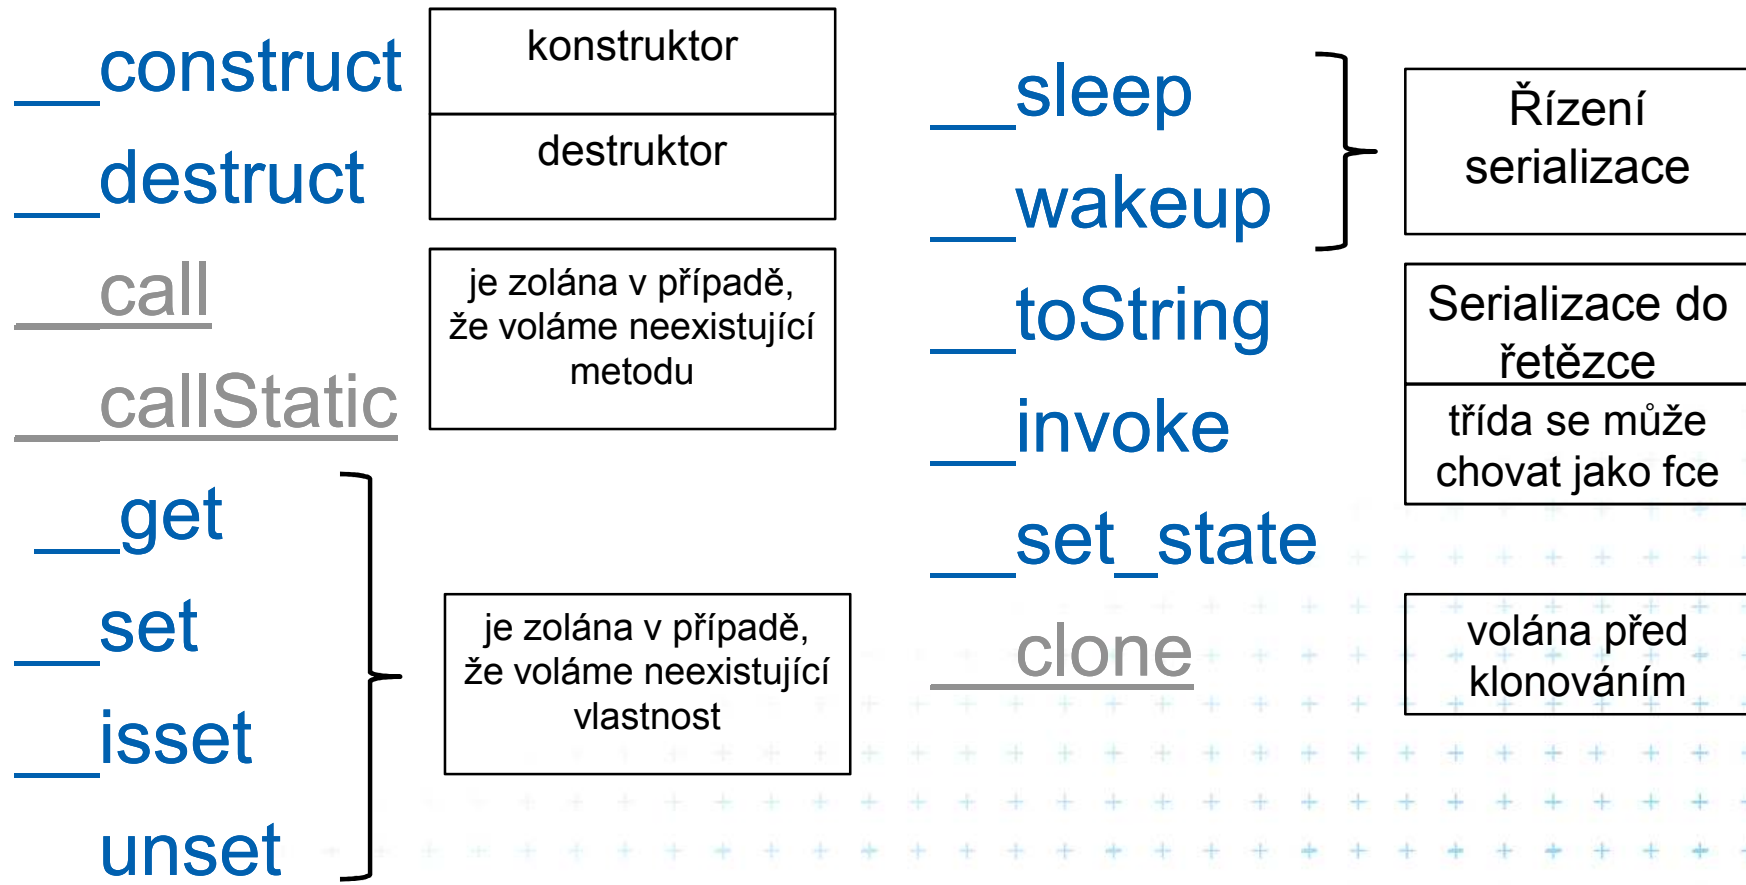 __construct
konstruktor
__destruct
destruktor
__call
__callStatic
je zolána v případě,
že voláme neexistující
metodu
__get
__set
__isset
unset
je zolána v případě,
že voláme neexistující
vlastnost
__sleep
__wakeup
Řízení
serializace
__toString
Serializace do
řetězce
__invoke
třída se může
chovat jako fce
__set_state
__clone
volána před
klonováním